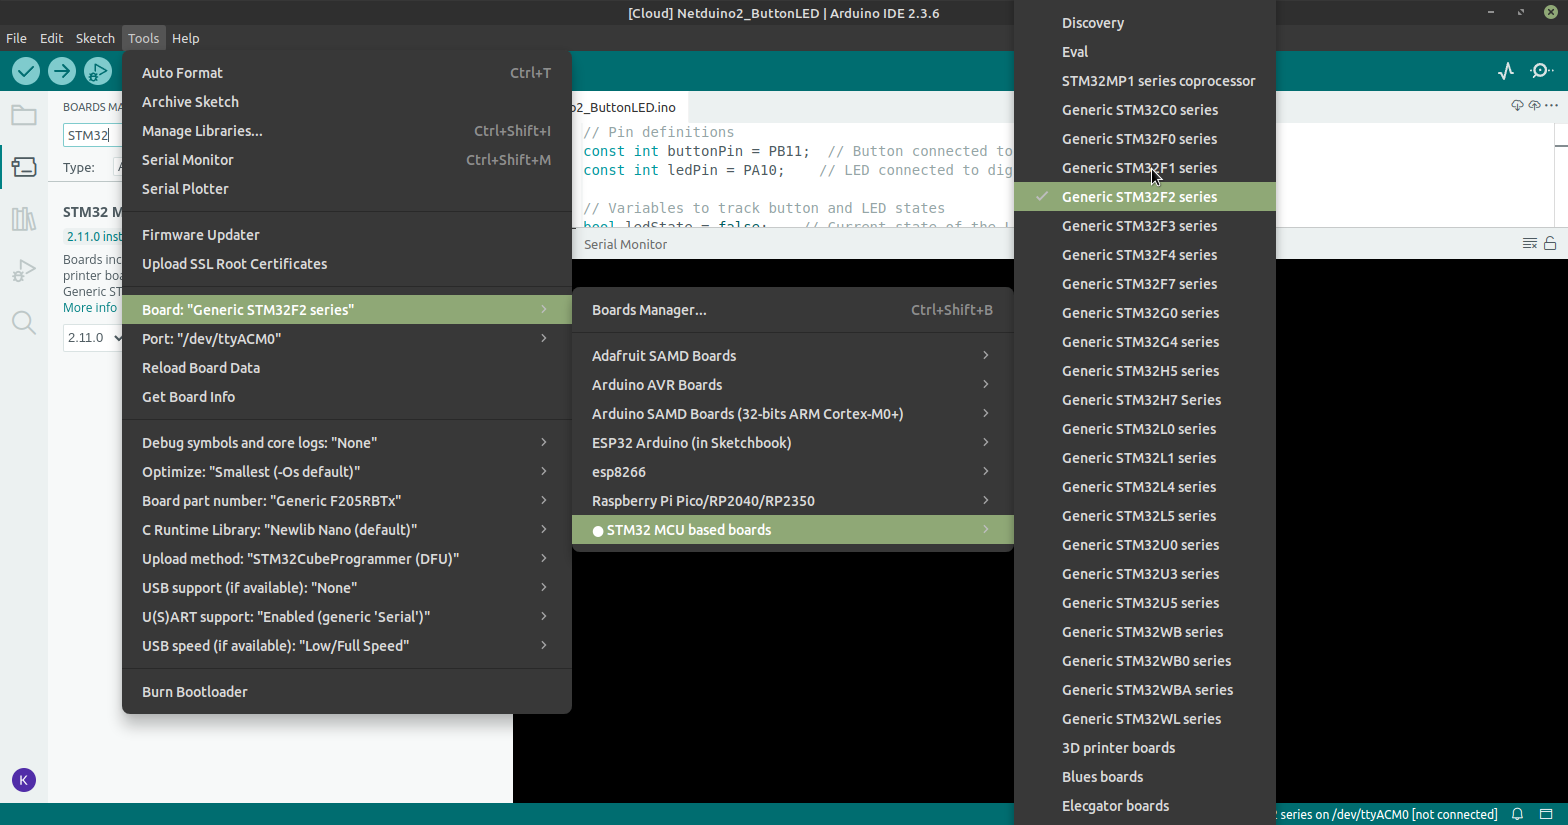 [Cloud] Netduino2_ButtonLED | Arduino IDE 2.3.6
File Edit Sketch Tools Help
BOARDS MA
STM32
Type:
STM32 M
2.11.0 inst
Boards inc
printer boa
Generic ST
More info
2.11.0
K
Auto Format Ctrl+T
Archive Sketch
Manage Libraries... Ctrl+Shift+I
Serial Monitor Ctrl+Shift+M
Serial Plotter
Firmware Updater
Upload SSL Root Certificates
Board: "Generic STM32F2 series"
Port: "/dev/ttyACM0"
Reload Board Data
Get Board Info
Debug symbols and core logs: "None"
Optimize: "Smallest (-Os default)"
Board part number: "Generic F205RBTx"
C Runtime Library: "Newlib Nano (default)"
Upload method: "STM32CubeProgrammer (DFU)"
USB support (if available): "None"
U(S)ART support: "Enabled (generic 'Serial')"
USB speed (if available): "Low/Full Speed"
Burn Bootloader
o2_ButtonLED.ino
// Pin definitions
const int buttonPin = PB11; // Button connected to
const int ledPin = PA10; // LED connected to dig
// Variables to track button and LED states
bool ledState = false; // Current state of the L
Serial Monitor
Boards Manager... Ctrl+Shift+B
Adafruit SAMD Boards
Arduino AVR Boards
Arduino SAMD Boards (32-bits ARM Cortex-M0+)
ESP32 Arduino (in Sketchbook)
esp8266
Raspberry Pi Pico/RP2040/RP2350
STM32 MCU based boards
Discovery
Eval
STM32MP1 series coprocessor
Generic STM32C0 series
Generic STM32F0 series
Generic STM32F1 series
Generic STM32F2 series
Generic STM32F3 series
Generic STM32F4 series
Generic STM32F7 series
Generic STM32G0 series
Generic STM32G4 series
Generic STM32H5 series
Generic STM32H7 Series
Generic STM32L0 series
Generic STM32L1 series
Generic STM32L4 series
Generic STM32L5 series
Generic STM32U0 series
Generic STM32U3 series
Generic STM32U5 series
Generic STM32WB series
Generic STM32WB0 series
Generic STM32WBA series
Generic STM32WL series
3D printer boards
Blues boards
Elecgator boards
series on /dev/ttyACM0 [not connected]